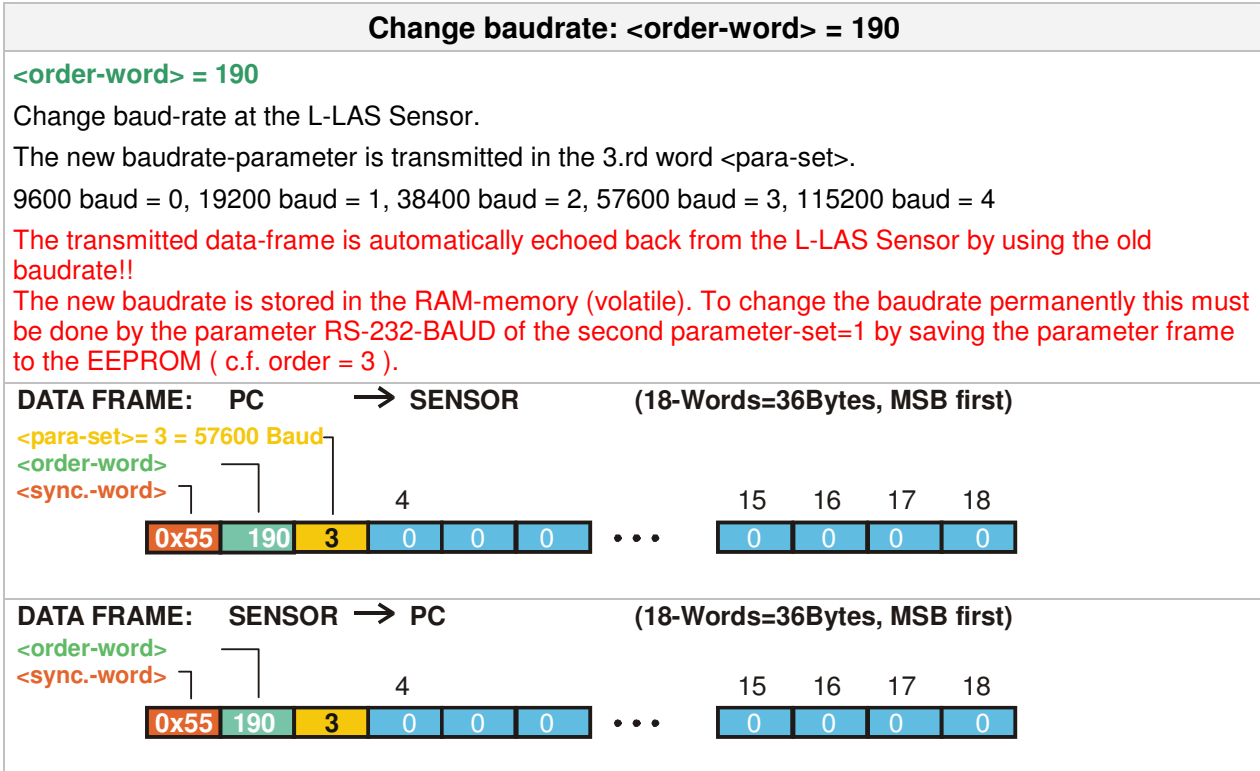 Change baudrate: <order-word> = 190
<order-word> = 190
Change baud-rate at the L-LAS Sensor.
The new baudrate-parameter is transmitted in the 3.rd word <para-set>.
9600 baud = 0, 19200 baud = 1, 38400 baud = 2, 57600 baud = 3, 115200 baud = 4
The transmitted data-frame is automatically echoed back from the L-LAS Sensor by using the old
baudrate!!
The new baudrate is stored in the RAM-memory (volatile). To change the baudrate permanently this must
be done by the parameter RS-232-BAUD of the second parameter-set=1 by saving the parameter frame
to the EEPROM ( c.f. order = 3 ).
DATA FRAME: PC → SENSOR (18-Words=36Bytes, MSB first)
<para-set>= 3 = 57600 Baud
<order-word>
<sync.-word>
4 15 16 17 18
0x55 190 3 0 0 0 • • • 0 0 0 0
DATA FRAME: SENSOR → PC (18-Words=36Bytes, MSB first)
<order-word>
<sync.-word>
4 15 16 17 18
0x55 190 3 0 0 0 • • • 0 0 0 0